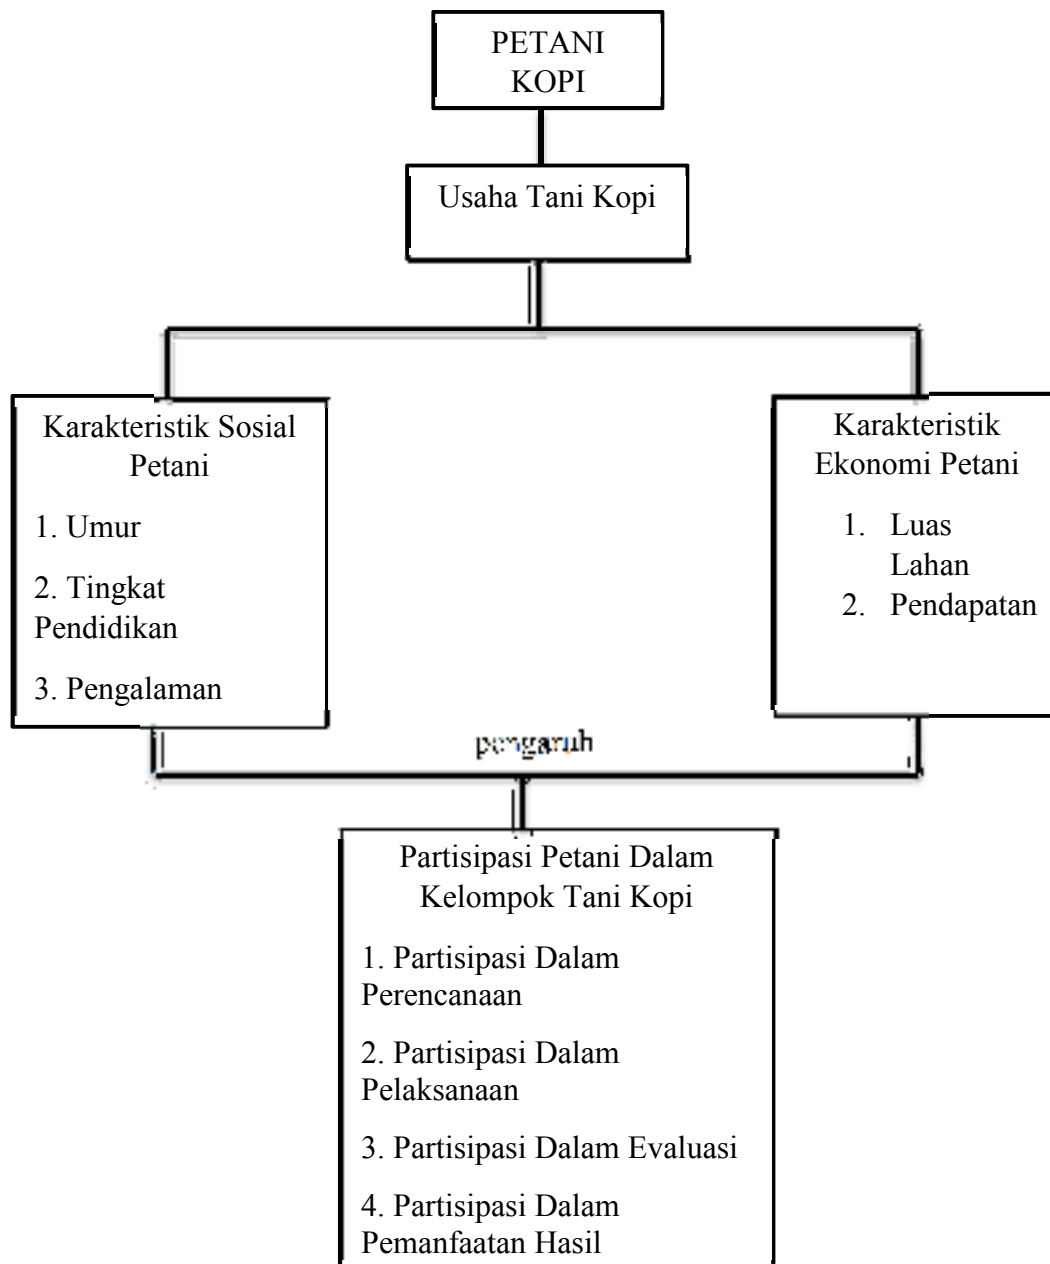 PETANI
KOPI
Usaha Tani Kopi
Karakteristik Sosial
Petani
1. Umur
2. Tingkat
Pendidikan
3. Pengalaman
Karakteristik
Ekonomi Petani
1. Luas
Lahan
2. Pendapatan
pengaruh
Partisipasi Petani Dalam
Kelompok Tani Kopi
1. Partisipasi Dalam
Perencanaan
2. Partisipasi Dalam
Pelaksanaan
3. Partisipasi Dalam Evaluasi
4. Partisipasi Dalam
Pemanfaatan Hasil